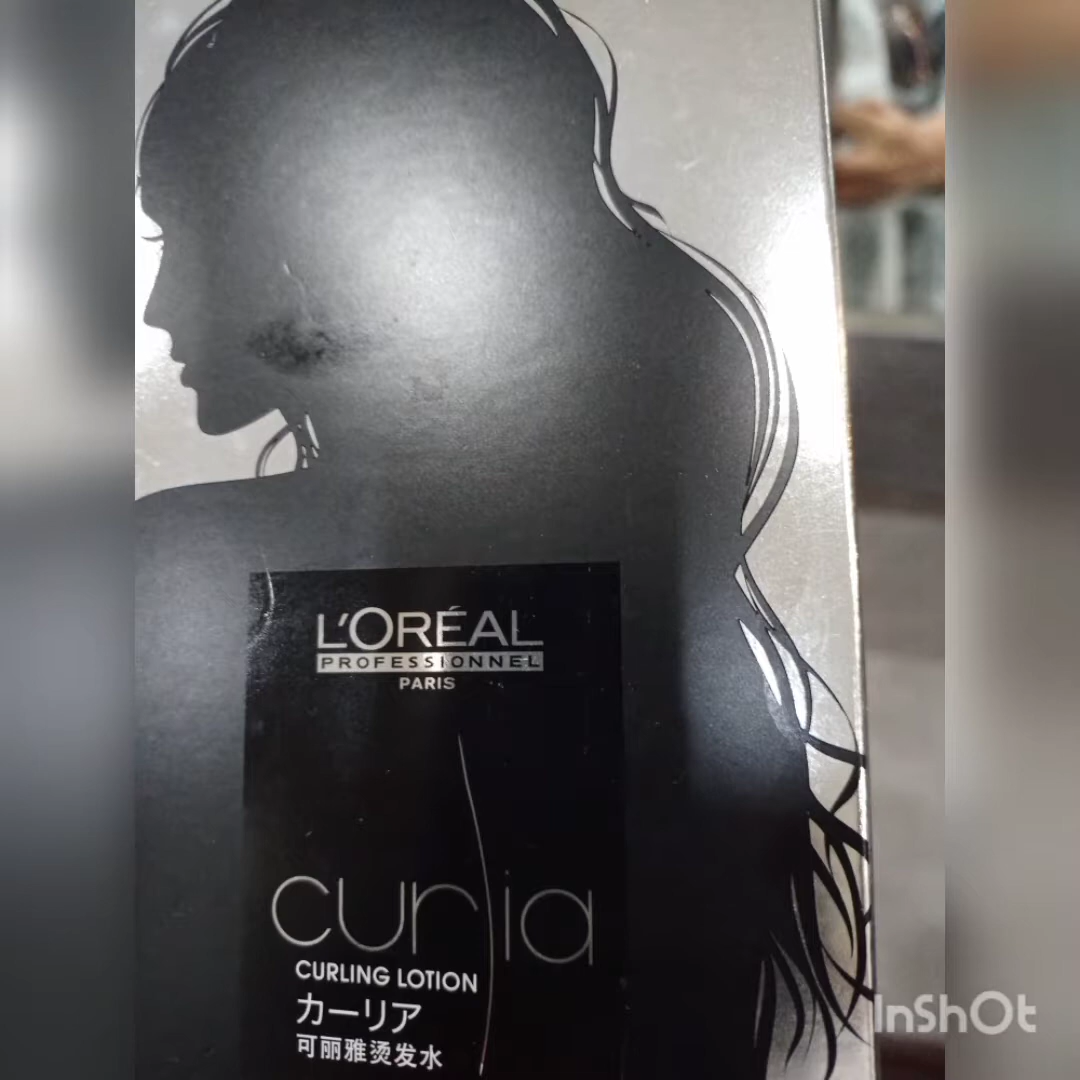 L'ORÉAL
PROFESSIONNEL
PARIS
curlia
CURLING LOTION
カーリア
可丽雅烫发水
InShOt